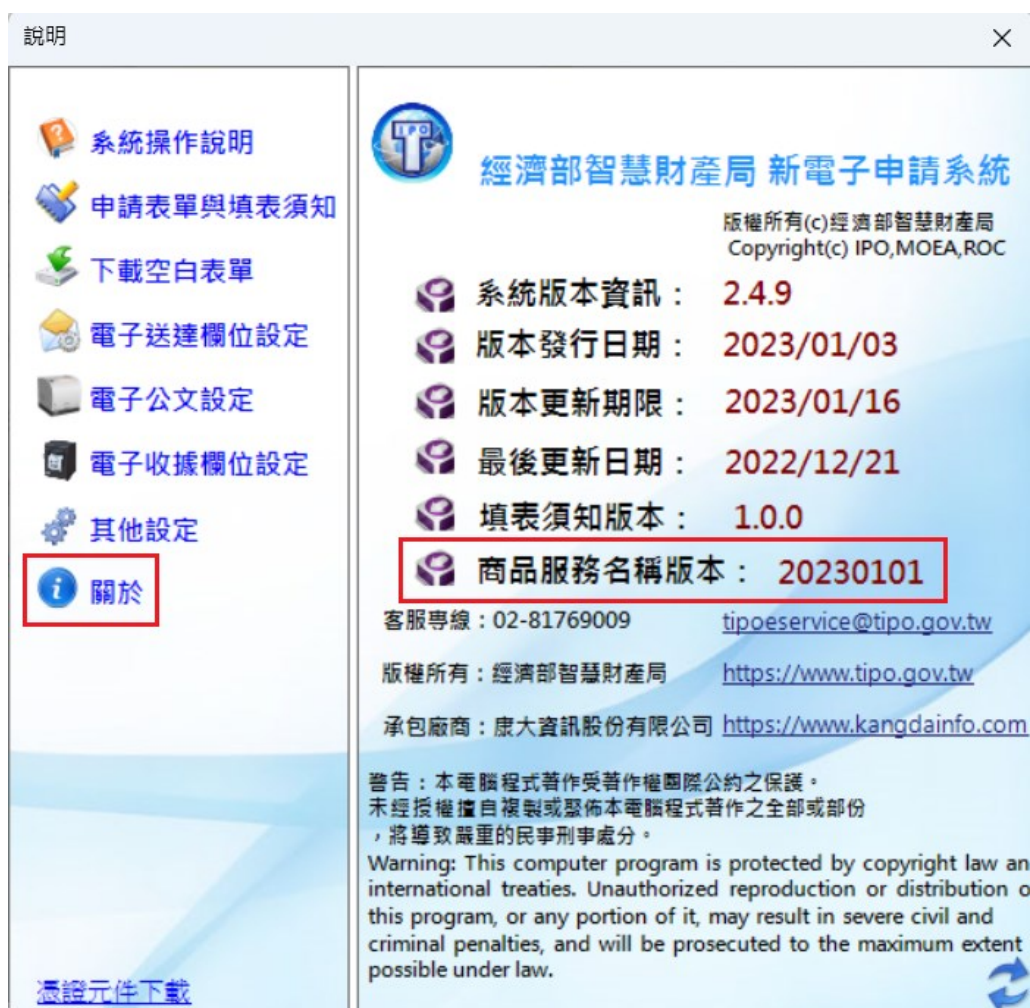 說明
系統操作說明
申請表單與填表須知
下載空白表單
電子送達欄位設定
電子公文設定
電子收據欄位設定
其他設定
關於
憑證元件下載
經濟部智慧財產局 新電子申請系統
版權所有(c)經濟部智慧財產局
Copyright(c) IPO,MOEA,ROC
系統版本資訊： 2.4.9
版本發行日期： 2023/01/03
版本更新期限： 2023/01/16
最後更新日期： 2022/12/21
填表須知版本： 1.0.0
商品服務名稱版本： 20230101
客服專線：02-81769009 tipoeservice@tipo.gov.tw
版權所有：經濟部智慧財產局 https://www.tipo.gov.tw
承包廠商：康大資訊股份有限公司 https://www.kangdainfo.com
警告：本電腦程式著作受著作權國際公約之保護。
未經授權擅自複製或散佈本電腦程式著作之全部或部份
，將導致嚴重的民事刑事處分。
Warning: This computer program is protected by copyright law an
international treaties. Unauthorized reproduction or distribution o
this program, or any portion of it, may result in severe civil and
criminal penalties, and will be prosecuted to the maximum extent
possible under law.